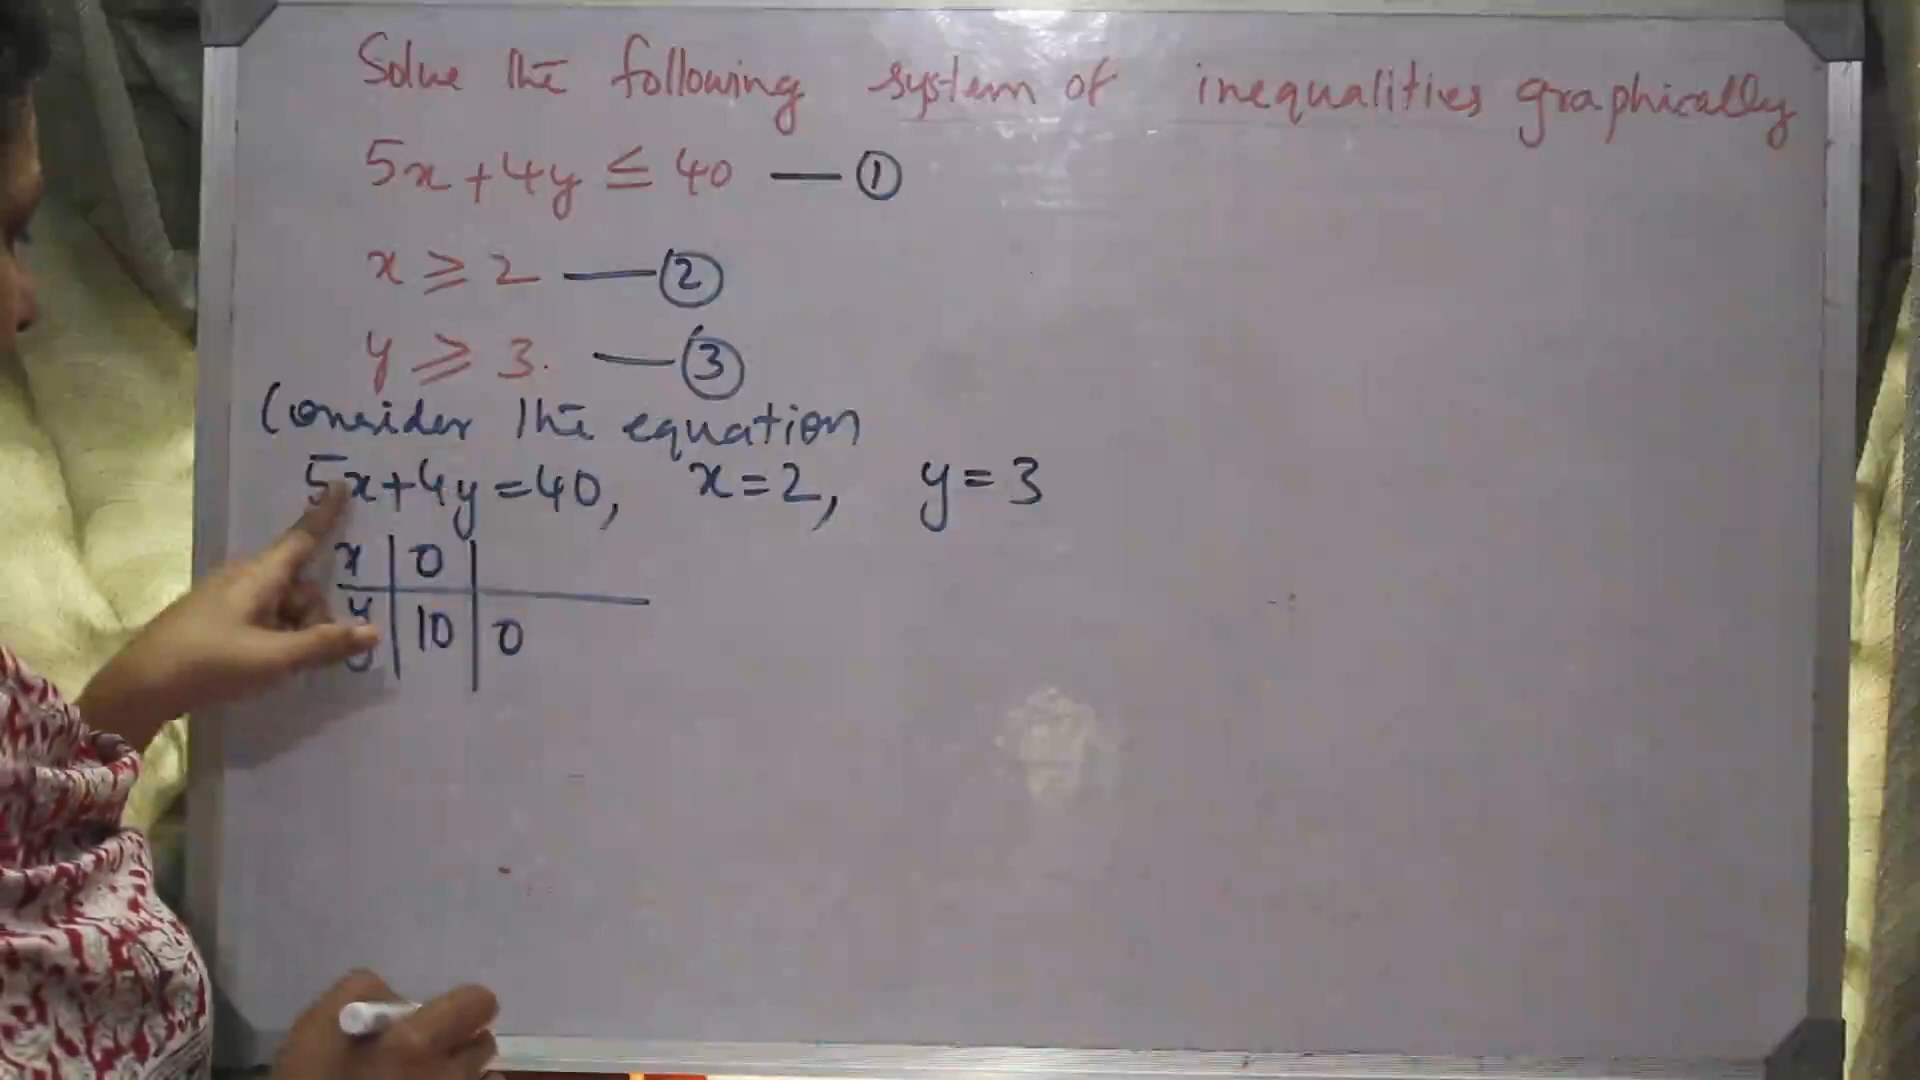 Solve the following system of inequalities graphically
5x+4y ≤ 40 — ①
x ≥ 2 — ②
y ≥ 3. — ③
Consider the equation
5x+4y=40, x=2, y=3
x | 0 |
y | 10 | 0